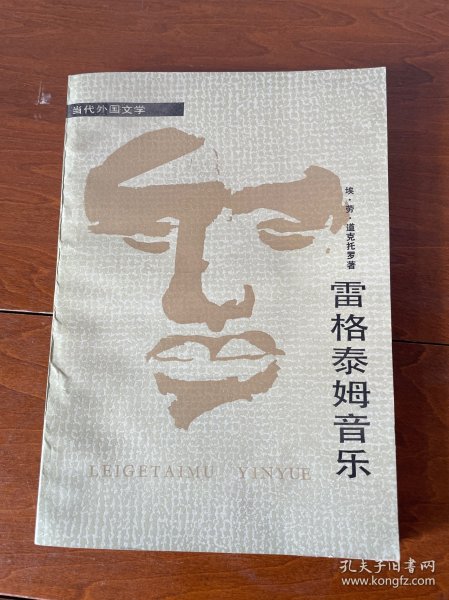 当代外国文学
埃·劳·道克托罗著
雷格泰姆音乐
LEIGETAIMU YINYUE
孔夫子旧书网
www.kongfz.com